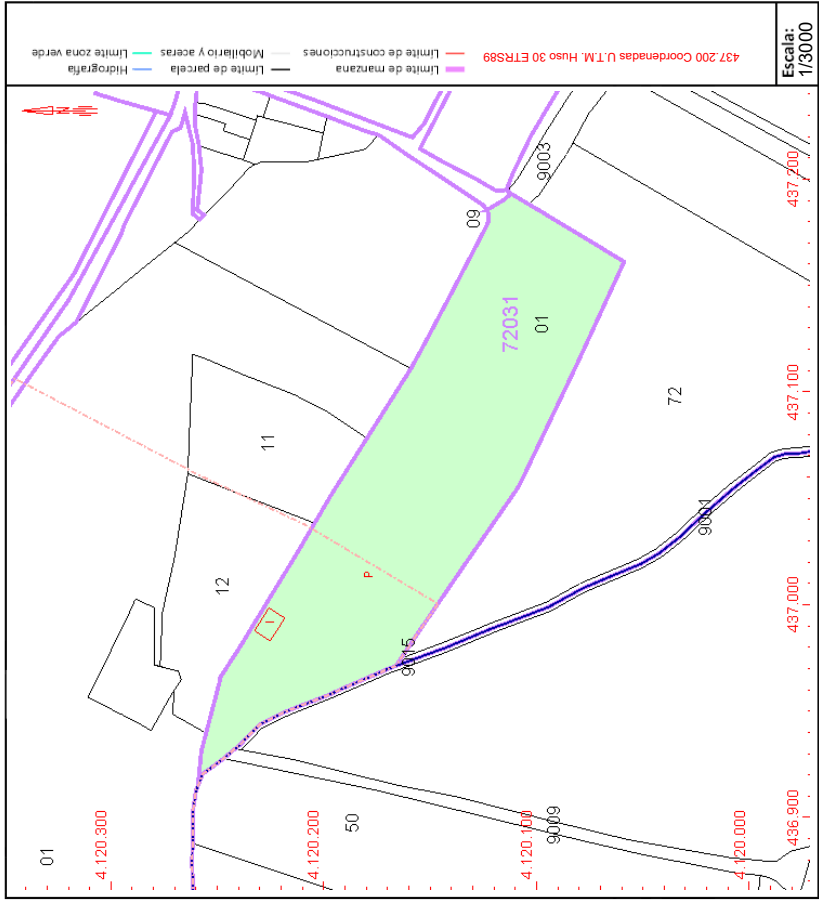 Escala:
1/3000
437.200 Coordenadas U.T.M. Huso 30 ETRS89
Límite de manzana
Límite de parcela
Hidrografía
Límite de construcciones
Mobiliario y aceras
Límite zona verde
437.200
437.100
437.000
436.900
4.120.300
4.120.200
4.120.100
4.120.000
9003
09
72031
01
72
11
12
P
I
9001
9015
9009
50
01